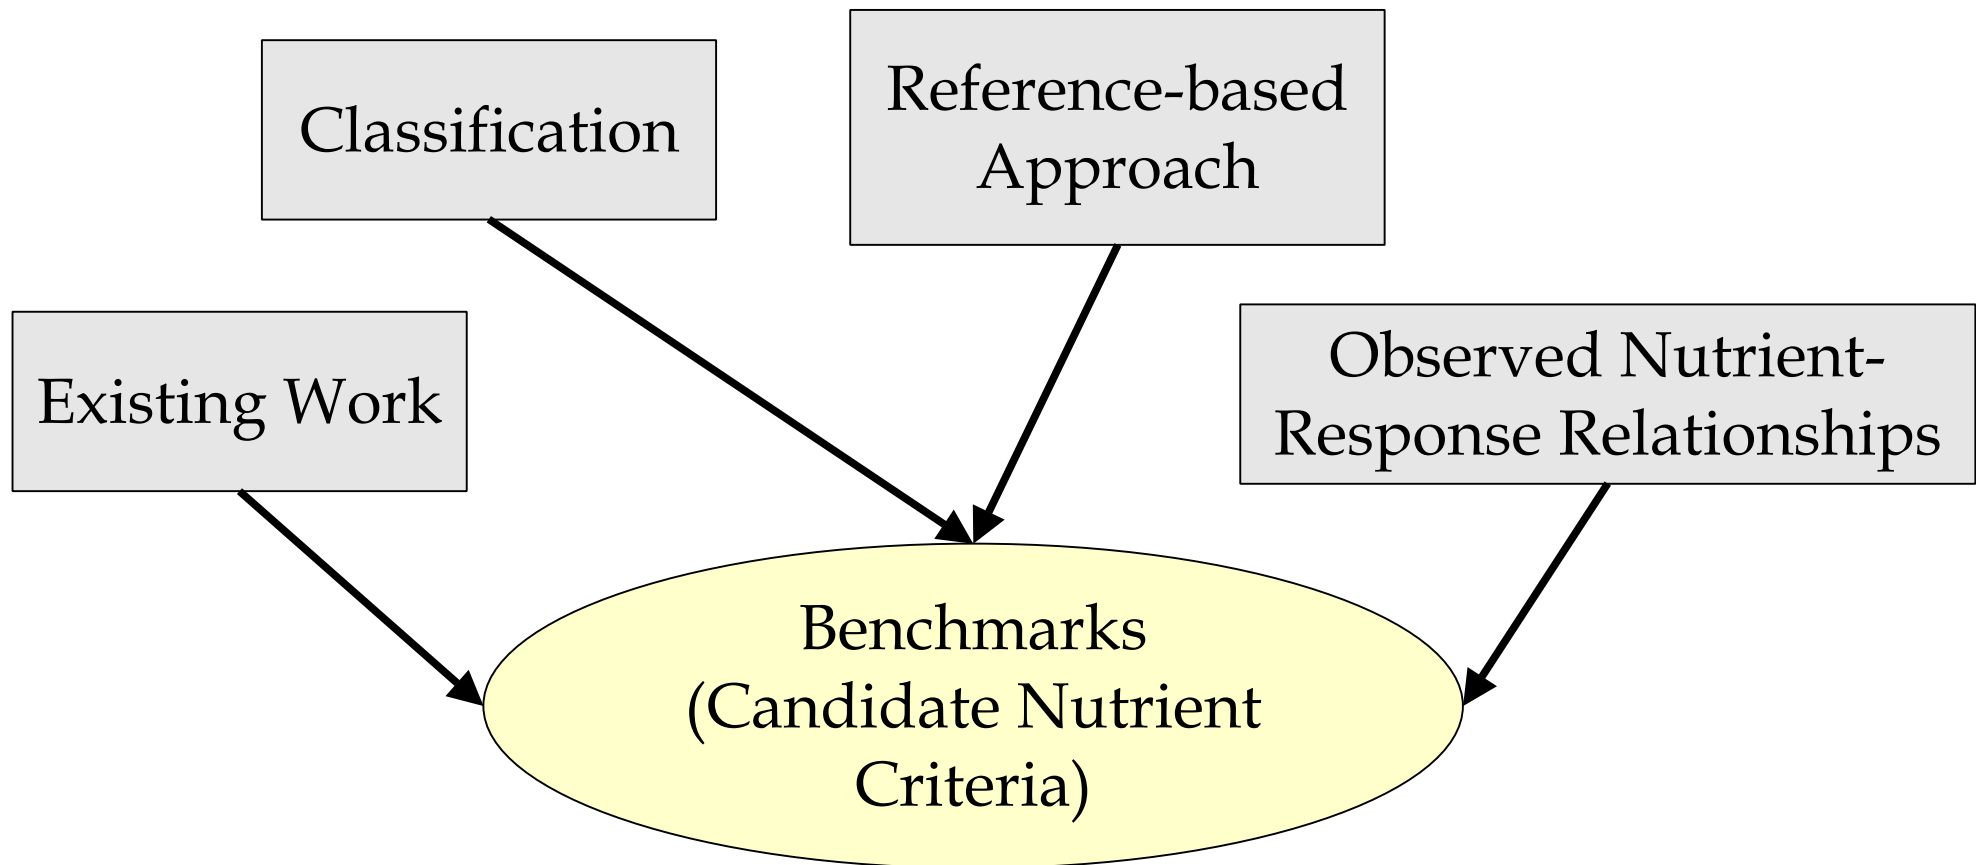 Classification
Reference-based
Approach
Existing Work
Observed Nutrient-
Response Relationships
Benchmarks
(Candidate Nutrient
Criteria)